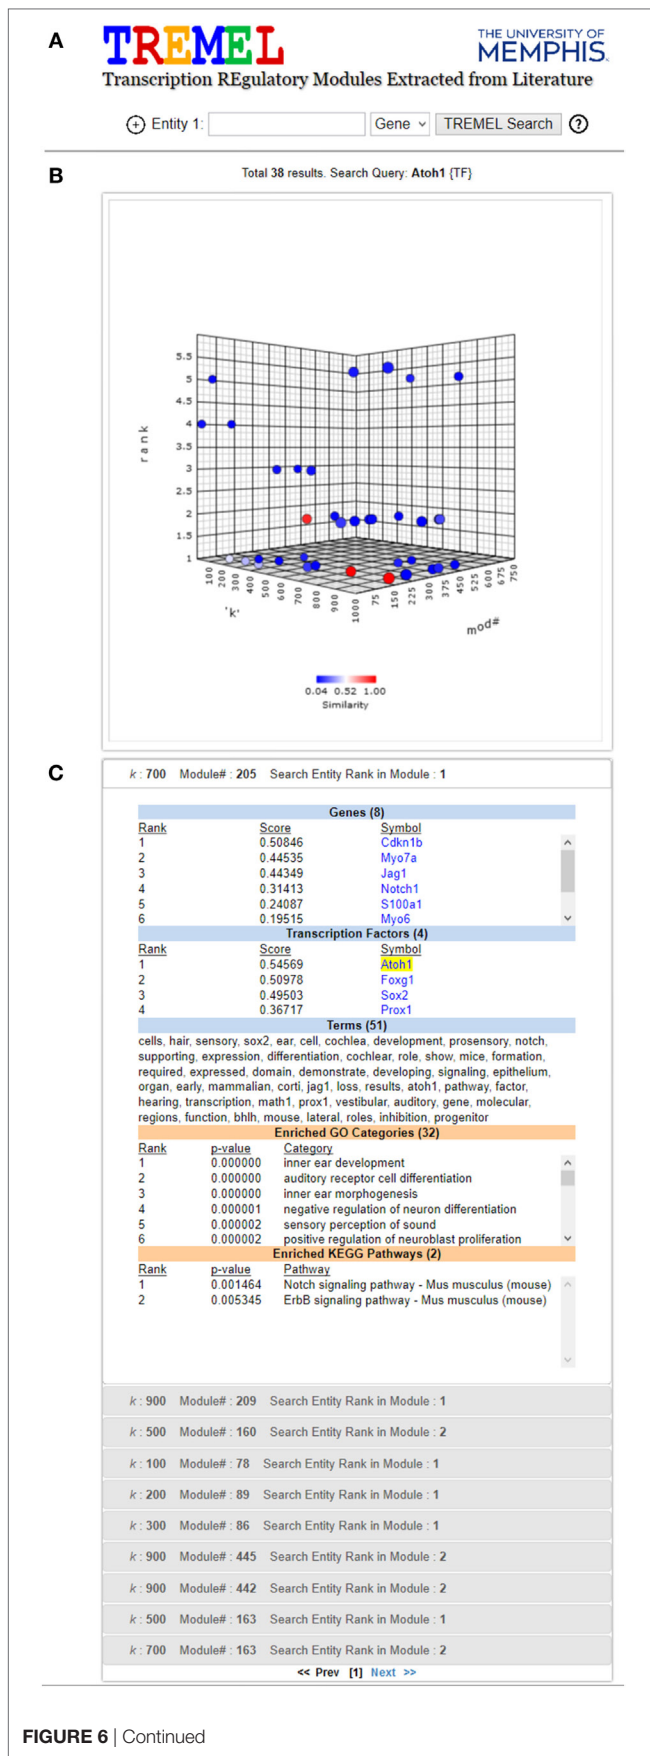 A
TREMEL
THE UNIVERSITY OF
MEMPHIS.
Transcription REgulatory Modules Extracted from Literature
Entity 1: Gene TREMEL Search ?
B
Total 38 results. Search Query: Atoh1 {TF}
5.5
5
4.5
4
3.5
3
2.5
2
1.5
1
rank
100 200 300 400 500 600 700 800 900 1000
'k'
75 150 225 300 375 450 525 600 675 750
mod#
0.04 0.52 1.00
Similarity
C
k : 700 Module# : 205 Search Entity Rank in Module : 1
Genes (8)
Rank Score Symbol
1 0.50846 Cdkn1b
2 0.44535 Myo7a
3 0.44349 Jag1
4 0.31413 Notch1
5 0.24087 S100a1
6 0.19515 Myo6
Transcription Factors (4)
Rank Score Symbol
1 0.54569 Atoh1
2 0.50978 Foxg1
3 0.49503 Sox2
4 0.36717 Prox1
Terms (51)
cells, hair, sensory, sox2, ear, cell, cochlea, development, prosensory, notch,
supporting, expression, differentiation, cochlear, role, show, mice, formation,
required, expressed, domain, demonstrate, developing, signaling, epithelium,
organ, early, mammalian, corti, jag1, loss, results, atoh1, pathway, factor,
hearing, transcription, math1, prox1, vestibular, auditory, gene, molecular,
regions, function, bhlh, mouse, lateral, roles, inhibition, progenitor
Enriched GO Categories (32)
Rank p-value Category
1 0.000000 inner ear development
2 0.000000 auditory receptor cell differentiation
3 0.000000 inner ear morphogenesis
4 0.000001 negative regulation of neuron differentiation
5 0.000002 sensory perception of sound
6 0.000002 positive regulation of neuroblast proliferation
Enriched KEGG Pathways (2)
Rank p-value Pathway
1 0.001464 Notch signaling pathway - Mus musculus (mouse)
2 0.005345 ErbB signaling pathway - Mus musculus (mouse)
k : 900 Module# : 209 Search Entity Rank in Module : 1
k : 500 Module# : 160 Search Entity Rank in Module : 2
k : 100 Module# : 78 Search Entity Rank in Module : 1
k : 200 Module# : 89 Search Entity Rank in Module : 1
k : 300 Module# : 86 Search Entity Rank in Module : 1
k : 900 Module# : 445 Search Entity Rank in Module : 2
k : 900 Module# : 442 Search Entity Rank in Module : 2
k : 500 Module# : 163 Search Entity Rank in Module : 1
k : 700 Module# : 163 Search Entity Rank in Module : 2
<< Prev [1] Next >>
FIGURE 6 | Continued